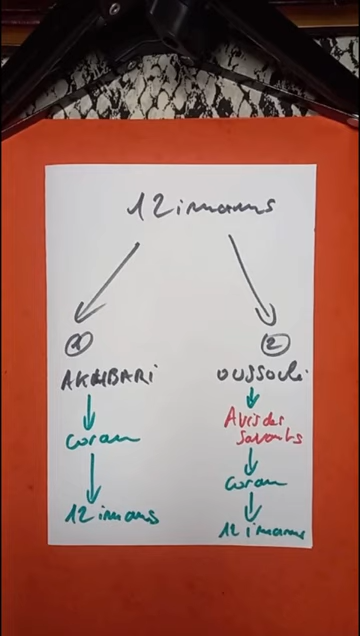 12 imams
1
AKHBARI
Coran
12 imams
2
OUSSOULi
Avis des
Savants
Coran
12 imams